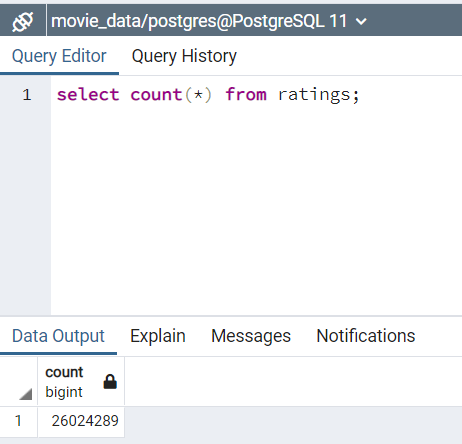 movie_data/postgres@PostgreSQL 11
Query Editor Query History
1 select count(*) from ratings;
Data Output Explain Messages Notifications
count
bigint
1 26024289